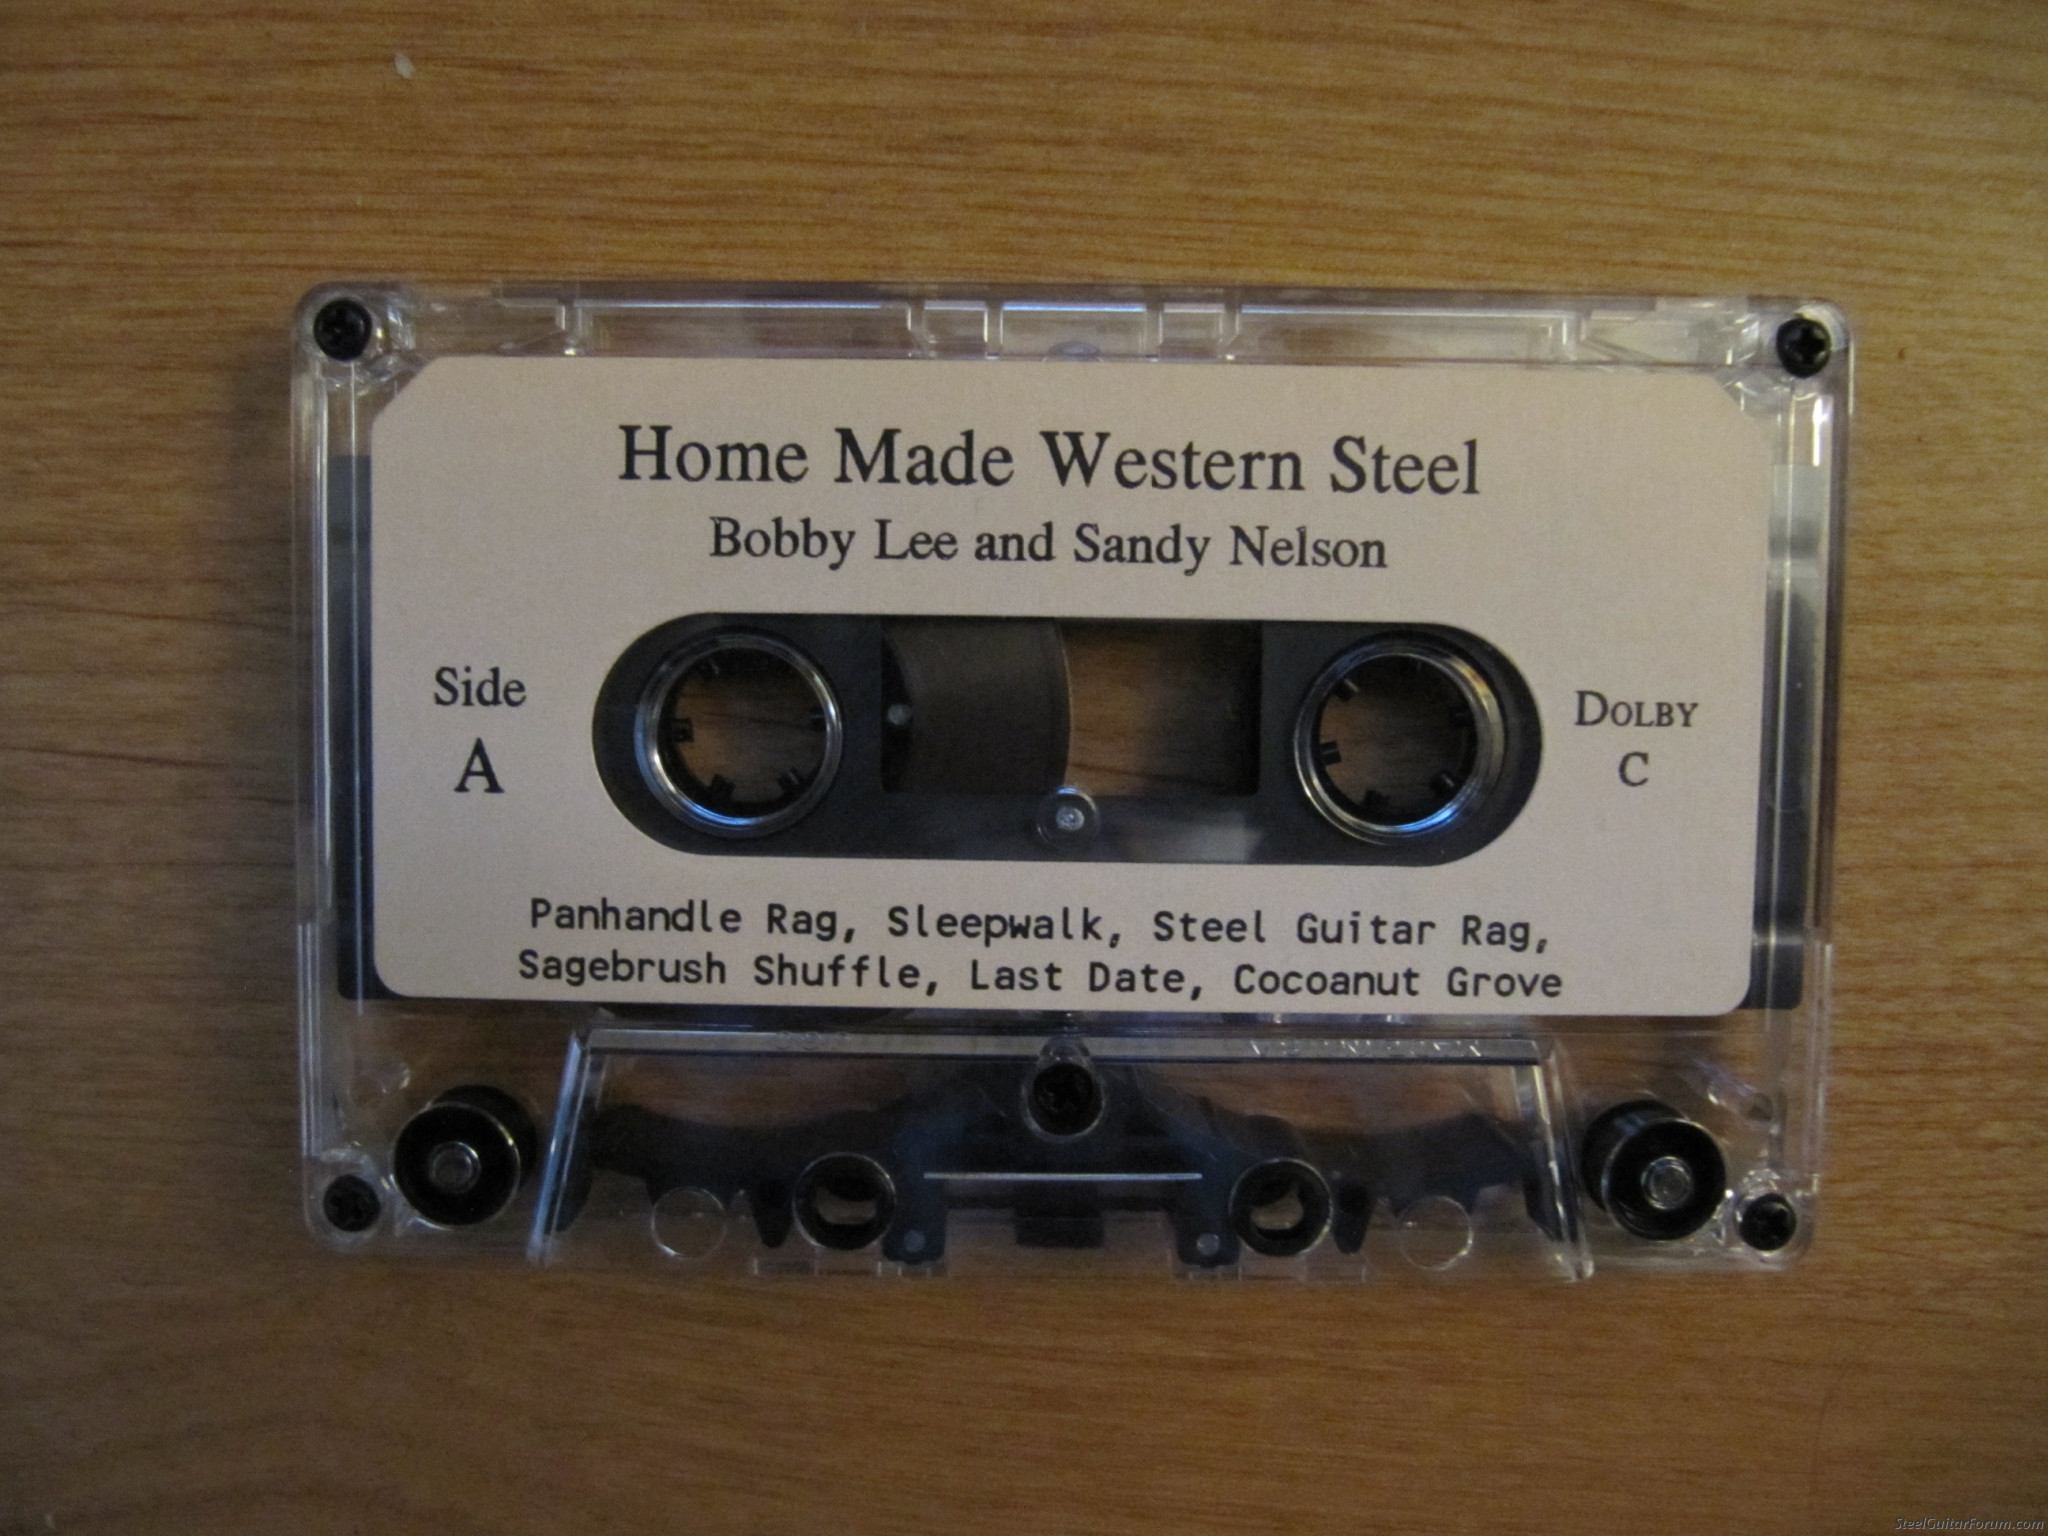 Home Made Western Steel
Bobby Lee and Sandy Nelson
Side
A
DOLBY
C
Panhandle Rag, Sleepwalk, Steel Guitar Rag,
Sagebrush Shuffle, Last Date, Cocoanut Grove
SteelGuitarForum.com